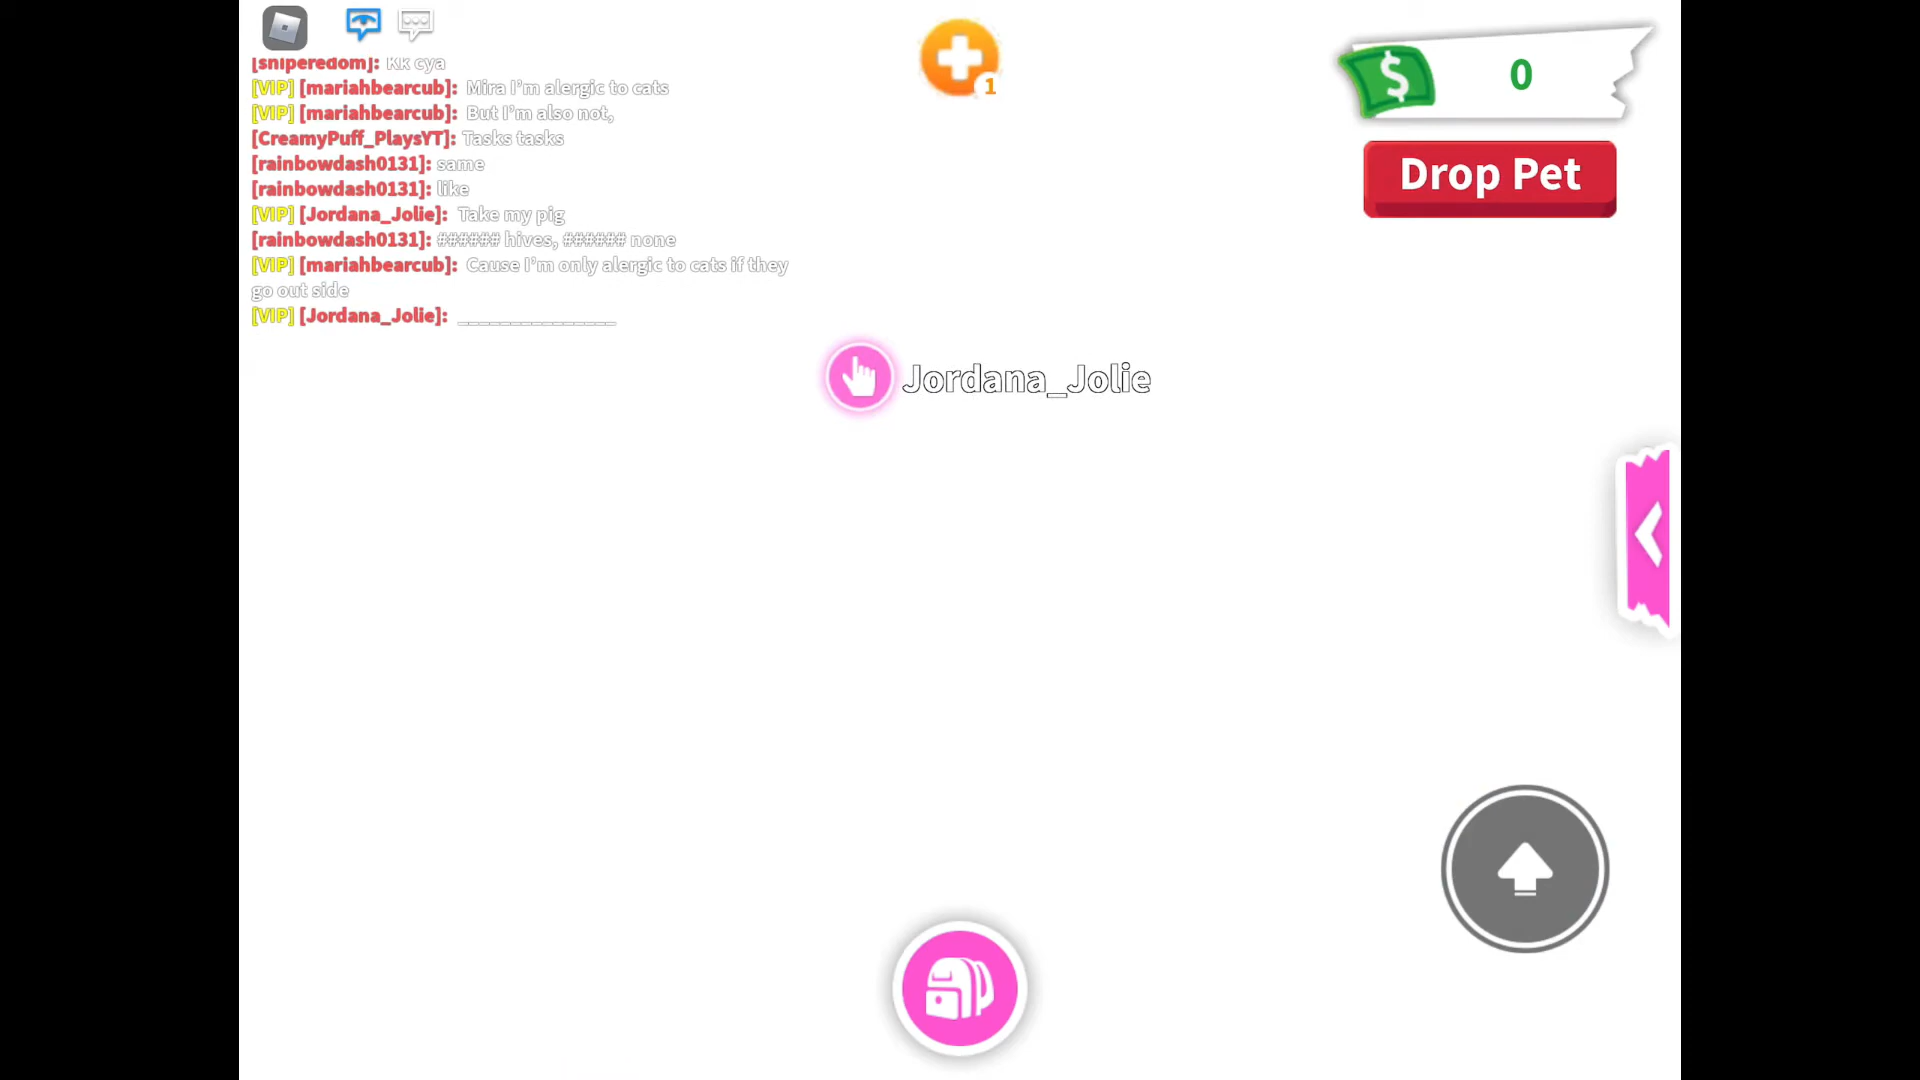 [sniperedom]: Kk cya
[VIP] [mariahbearcub]: Mira I'm alergic to cats
[VIP] [mariahbearcub]: But I'm also not,
[CreamyPuff_PlaysYT]: Tasks tasks
[rainbowdash0131]: same
[rainbowdash0131]: like
[VIP] [Jordana_Jolie]: Take my pig
[rainbowdash0131]: ###### hives, ###### none
[VIP] [mariahbearcub]: Cause I'm only alergic to cats if they
go out side
[VIP] [Jordana_Jolie]: _______________
1
$ 0
Drop Pet
Jordana_Jolie